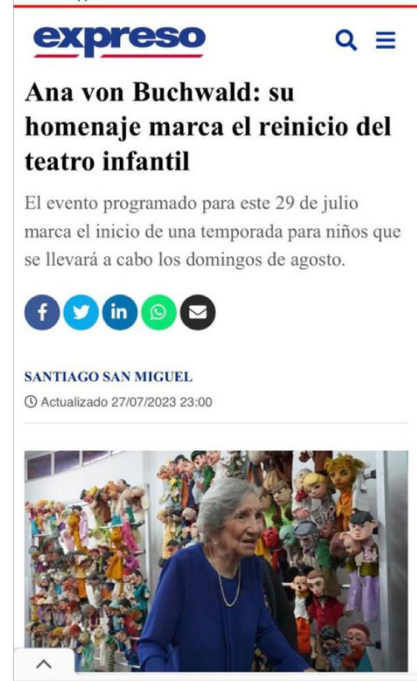 expreso
Ana von Buchwald: su
homenaje marca el reinicio del
teatro infantil
El evento programado para este 29 de julio
marca el inicio de una temporada para niños que
se llevará a cabo los domingos de agosto.
f in
SANTIAGO SAN MIGUEL
Actualizado 27/07/2023 23:00